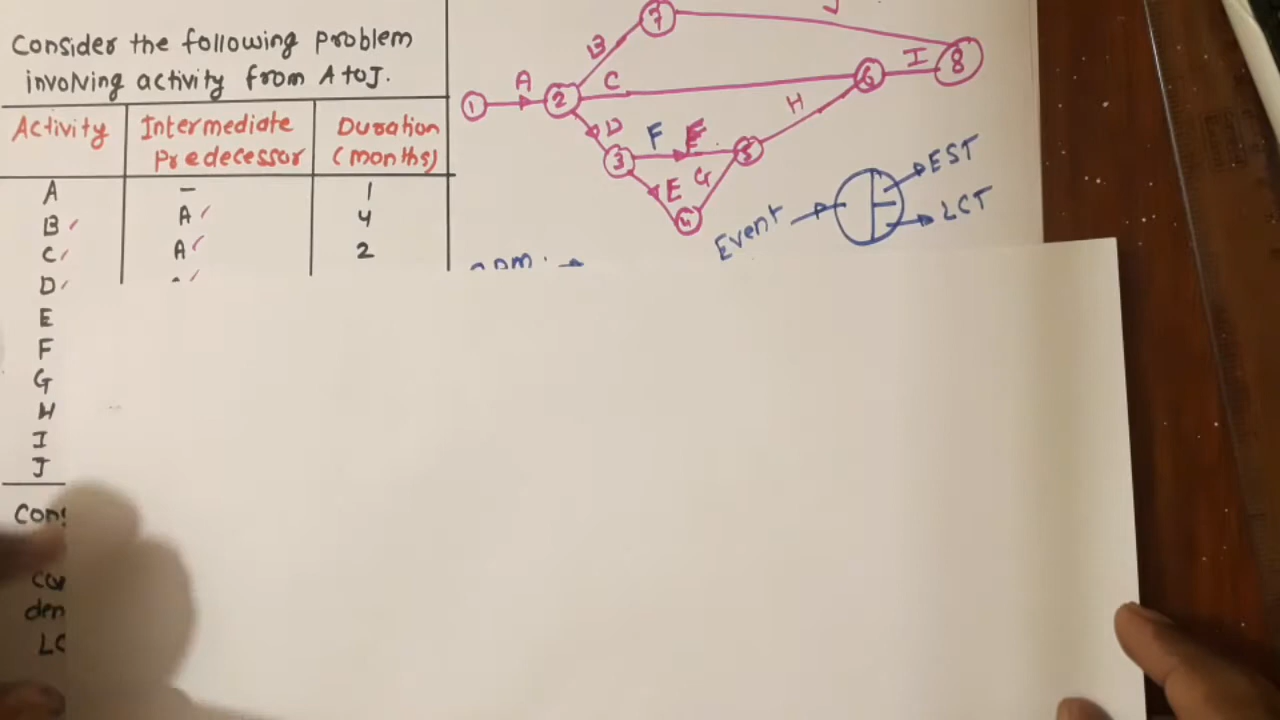 Consider the following problem
involving activity from A to J.
Activity
Intermediate
Predecessor
Duration
(months)
A
-
1
B
A
4
C
A
2
D
E
F
G
H
I
J
LC
1
A
2
B
7
J
C
6
I
8
D
3
F
5
H
E
G
4
Event
EST
LCT